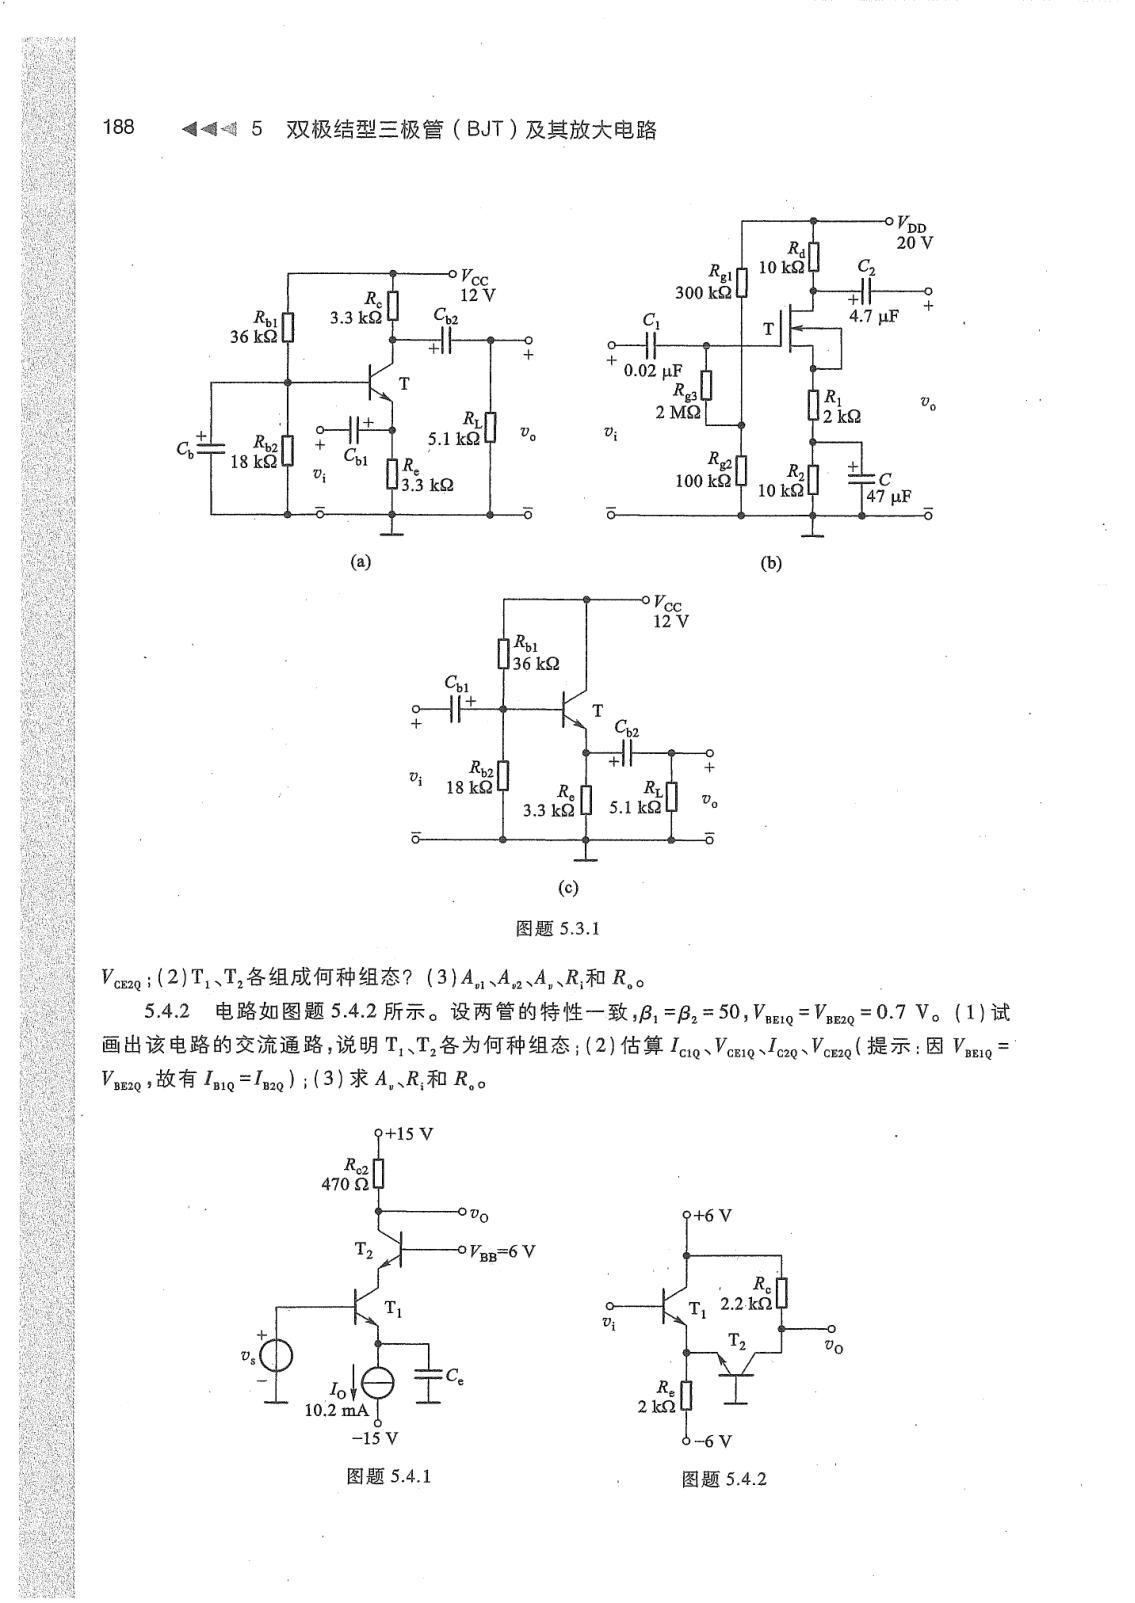 188 5 双极结型三极管（BJT）及其放大电路
VCC
12 V
Rb1
36 kΩ
Rc
3.3 kΩ
Cb2
+
+
T
Cb
+
Rb2
18 kΩ
+
Cb1
+
vi
Re
3.3 kΩ
RL
5.1 kΩ
vo
−
−
(a)
VDD
20 V
Rd
10 kΩ
Rg1
300 kΩ
C2
+
4.7 μF
+
C1
+
0.02 μF
T
Rg3
2 MΩ
R1
2 kΩ
vo
vi
Rg2
100 kΩ
R2
10 kΩ
+
C
47 μF
−
−
(b)
VCC
12 V
Rb1
36 kΩ
Cb1
+
+
T
Cb2
+
+
vi
Rb2
18 kΩ
Re
3.3 kΩ
RL
5.1 kΩ
vo
−
−
(c)
图题 5.3.1
VCE2Q；(2)T1、T2各组成何种组态？(3)Av1、Av2、Av、Ri和 Ro。
5.4.2 电路如图题 5.4.2 所示。设两管的特性一致，β1=β2=50，VBE1Q=VBE2Q=0.7 V。(1)试
画出该电路的交流通路，说明 T1、T2各为何种组态；(2)估算 IC1Q、VCE1Q、IC2Q、VCE2Q(提示：因 VBE1Q=
VBE2Q，故有 IB1Q=IB2Q)；(3)求 Av、Ri和 Ro。
+15 V
Rc2
470 Ω
vO
T2
VBB=6 V
T1
+
vs
−
IO
10.2 mA
Ce
−15 V
图题 5.4.1
+6 V
Rc
2.2 kΩ
T1
vi
T2
vO
Re
2 kΩ
−6 V
图题 5.4.2